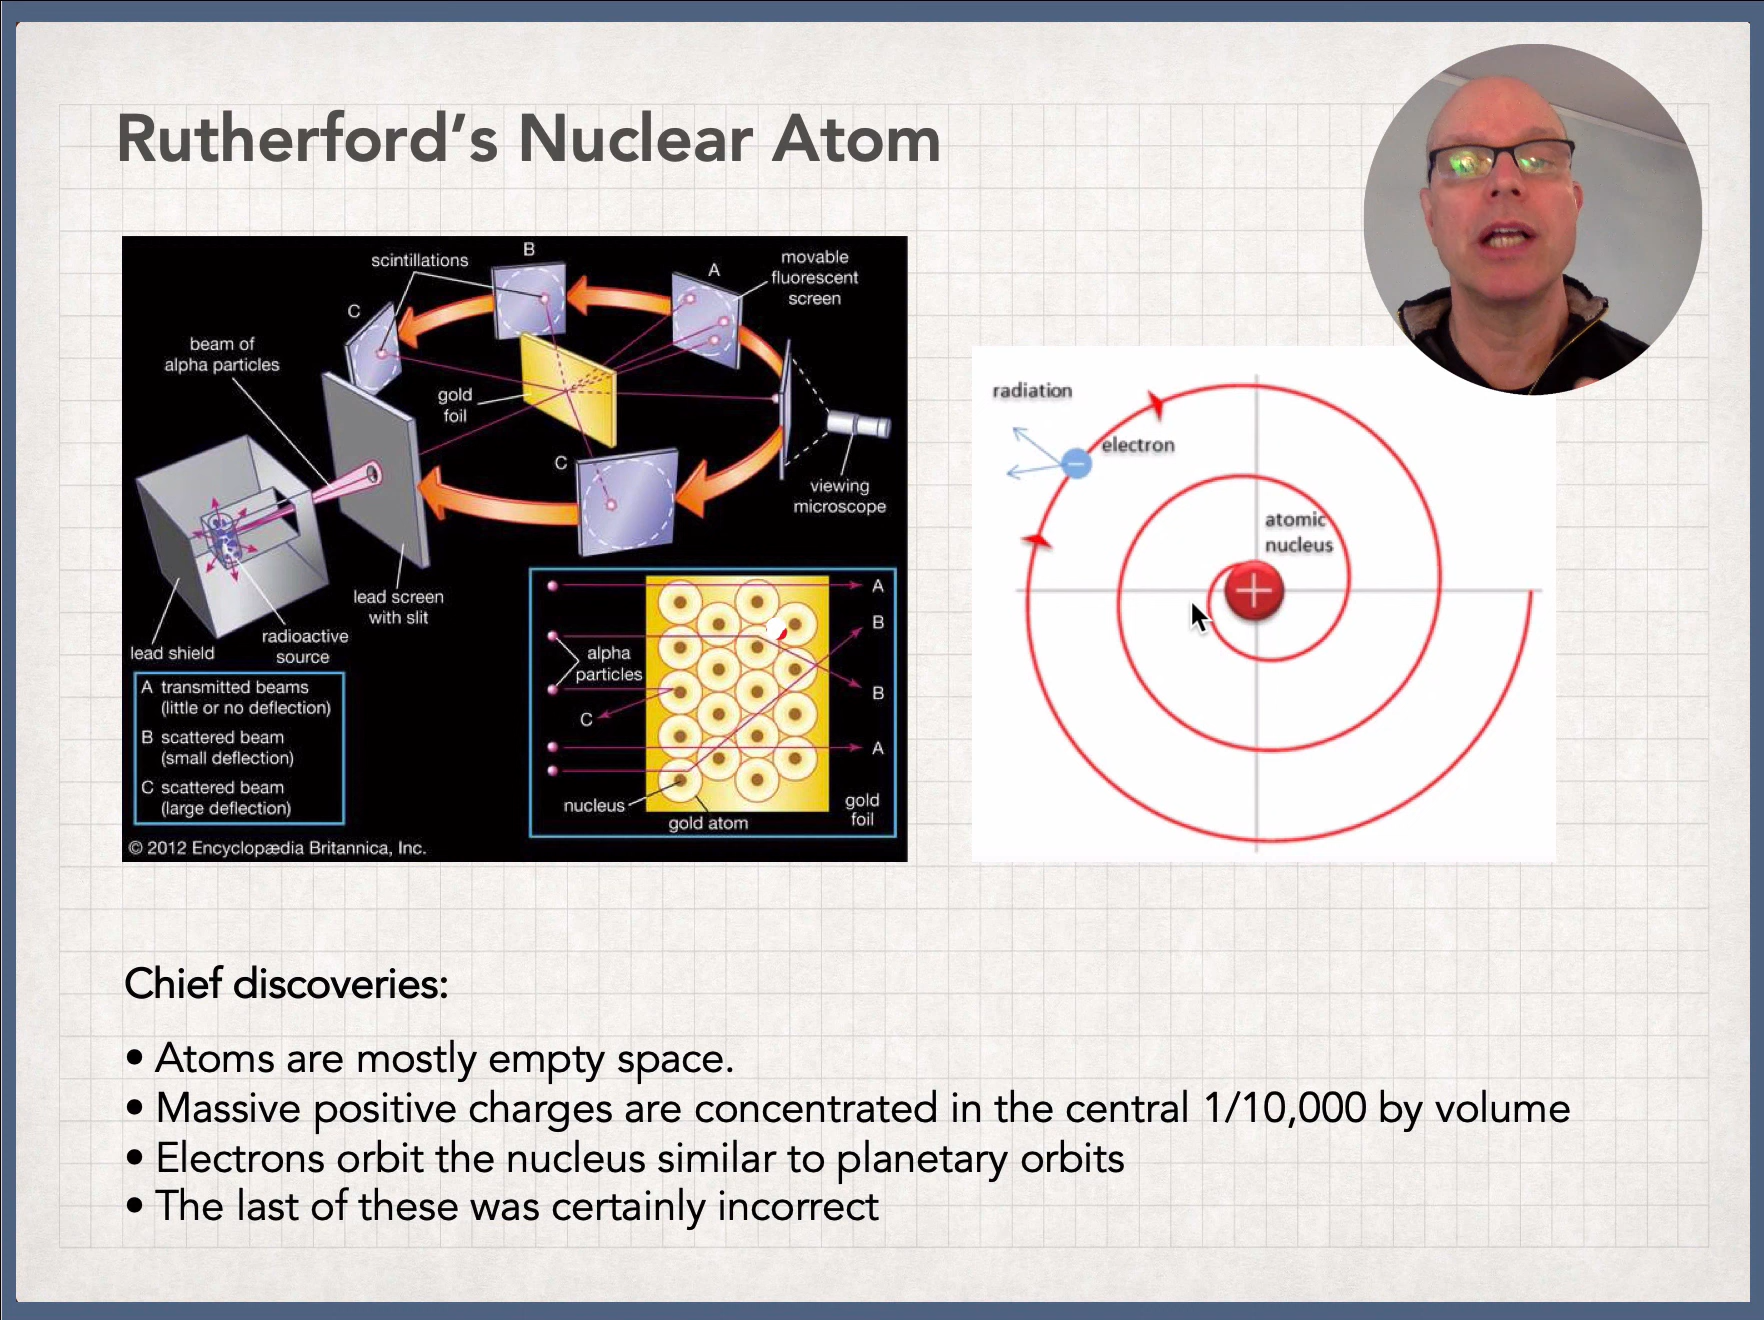 Rutherford’s Nuclear Atom
scintillations
B
A
movable
fluorescent
screen
C
beam of
alpha particles
gold
foil
C
viewing
microscope
lead screen
with slit
radioactive
source
lead shield
A transmitted beams
(little or no deflection)
B scattered beam
(small deflection)
C scattered beam
(large deflection)
A
B
alpha
particles
B
C
A
nucleus
gold
foil
gold atom
© 2012 Encyclopædia Britannica, Inc.
radiation
electron
−
atomic
nucleus
+
Chief discoveries:
• Atoms are mostly empty space.
• Massive positive charges are concentrated in the central 1/10,000 by volume
• Electrons orbit the nucleus similar to planetary orbits
• The last of these was certainly incorrect